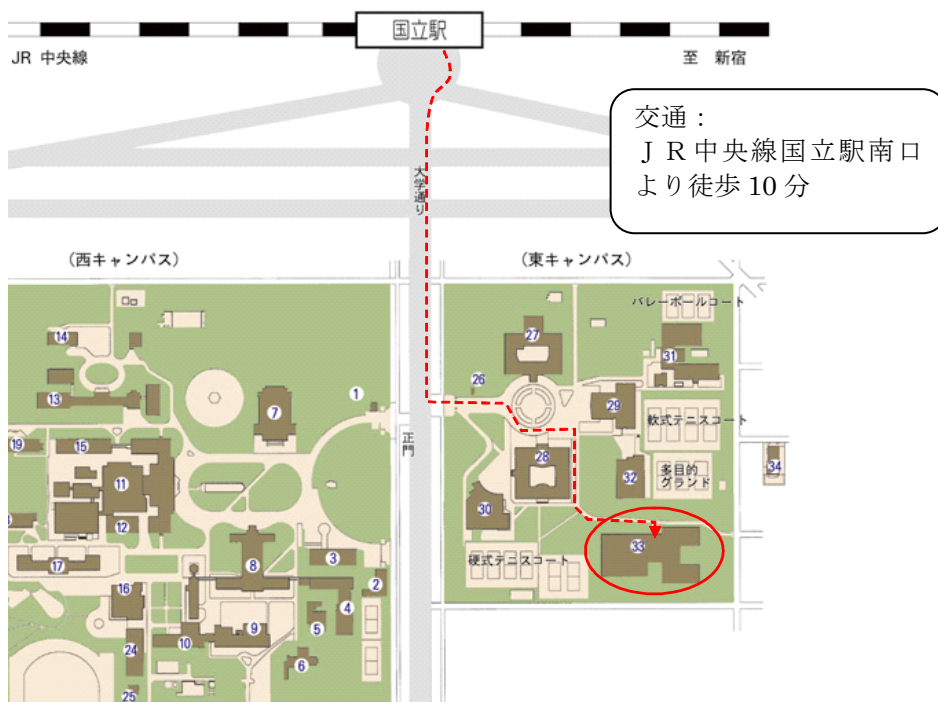 国立駅
JR 中央線
至 新宿
交通：
ＪＲ中央線国立駅南口
より徒歩 10 分
大学通り
（西キャンパス）
（東キャンパス）
バレーボールコート
14
27
31
26
13
1
7
29
軟式テニスコート
正門
19
15
28
32
多目的
グランド
34
11
30
12
33
17
8
3
硬式テニスコート
16
2
4
9
5
10
24
6
25